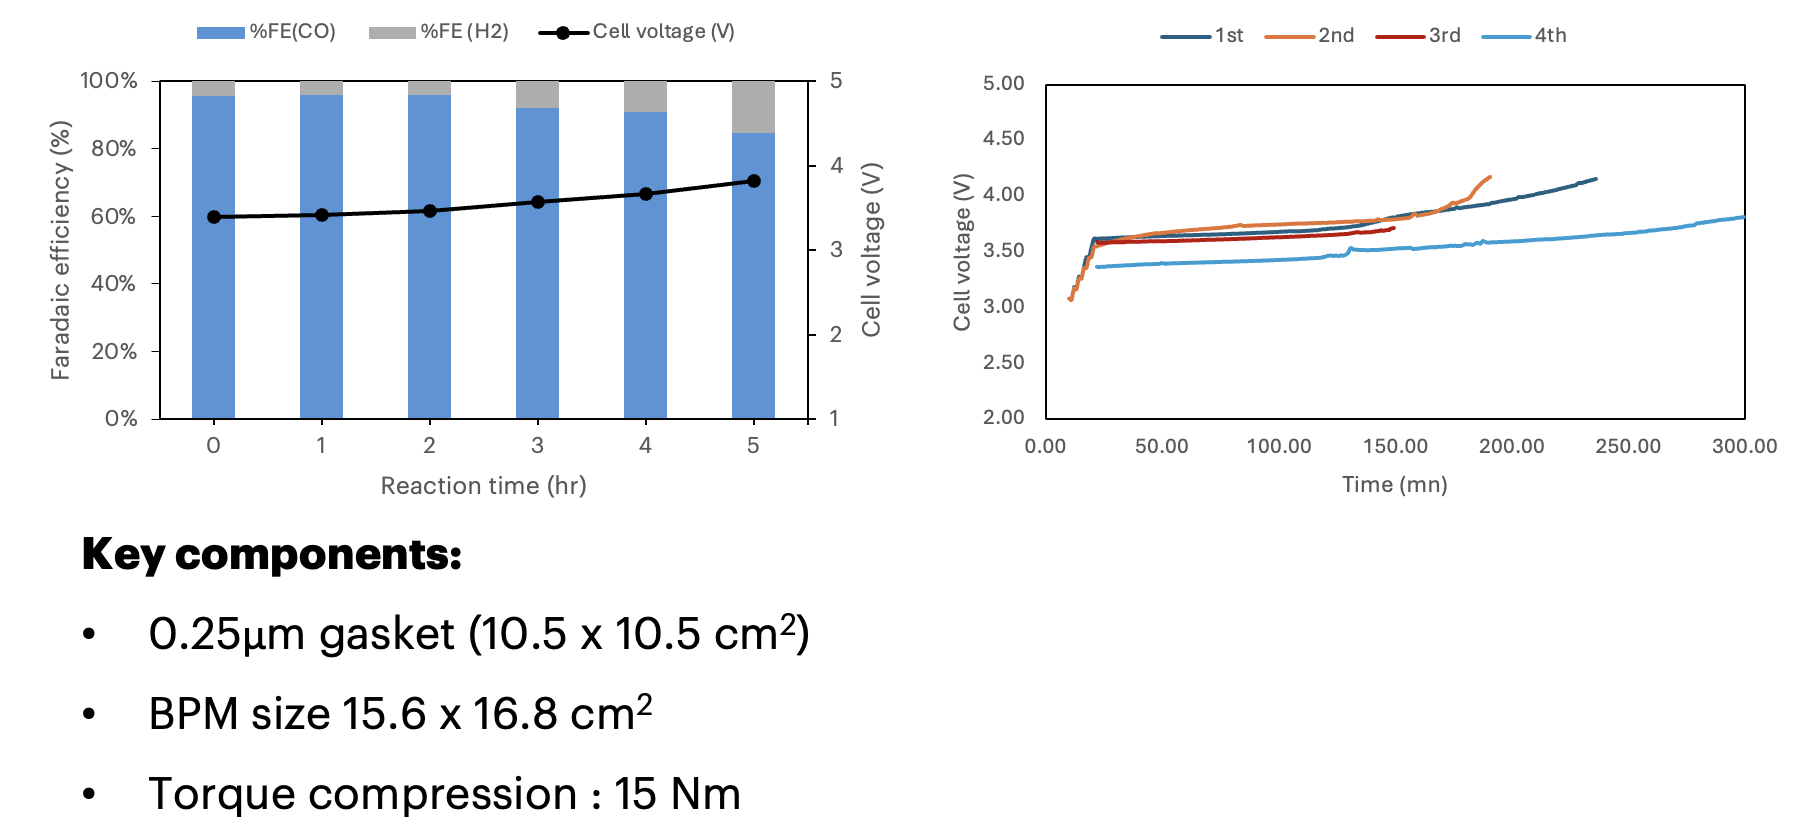 %FE(CO) %FE (H2) Cell voltage (V)
100%
80%
60%
40%
20%
0%
Faradaic efficiency (%)
5
4
3
2
1
Cell voltage (V)
0 1 2 3 4 5
Reaction time (hr)
1st 2nd 3rd 4th
5.00
4.50
4.00
3.50
3.00
2.50
2.00
Cell voltage (V)
0.00 50.00 100.00 150.00 200.00 250.00 300.00
Time (mn)
Key components:
• 0.25μm gasket (10.5 x 10.5 cm²)
• BPM size 15.6 x 16.8 cm²
• Torque compression : 15 Nm